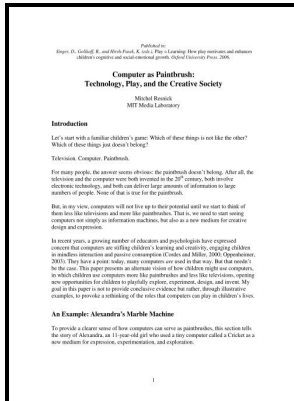 Published in:
Singer, D., Golikoff, R., and Hirsh-Pasek, K. (eds.), Play = Learning: How play motivates and enhances
children's cognitive and social-emotional growth. Oxford University Press. 2006.
Computer as Paintbrush:
Technology, Play, and the Creative Society
Mitchel Resnick
MIT Media Laboratory
Introduction
Let's start with a familiar children's game: Which of these things is not like the other?
Which of these things just doesn't belong?
Television. Computer. Paintbrush.
For many people, the answer seems obvious: the paintbrush doesn't belong. After all, the
television and the computer were both invented in the 20th century, both involve
electronic technology, and both can deliver large amounts of information to large
numbers of people. None of that is true for the paintbrush.
But, in my view, computers will not live up to their potential until we start to think of
them less like televisions and more like paintbrushes. That is, we need to start seeing
computers not simply as information machines, but also as a new medium for creative
design and expression.
In recent years, a growing number of educators and psychologists have expressed
concern that computers are stifling children's learning and creativity, engaging children
in mindless interaction and passive consumption (Cordes and Miller, 2000; Oppenheimer,
2003). They have a point: today, many computers are used in that way. But that needn't
be the case. This paper presents an alternate vision of how children might use computers,
in which children use computers more like paintbrushes and less like televisions, opening
new opportunities for children to playfully explore, experiment, design, and invent. My
goal in this paper is not to provide conclusive evidence but rather, through illustrative
examples, to provoke a rethinking of the roles that computers can play in children's lives.
An Example: Alexandra's Marble Machine
To provide a clearer sense of how computers can serve as paintbrushes, this section tells
the story of Alexandra, an 11-year-old girl who used a tiny computer called a Cricket as a
new medium for expression, experimentation, and exploration.
1